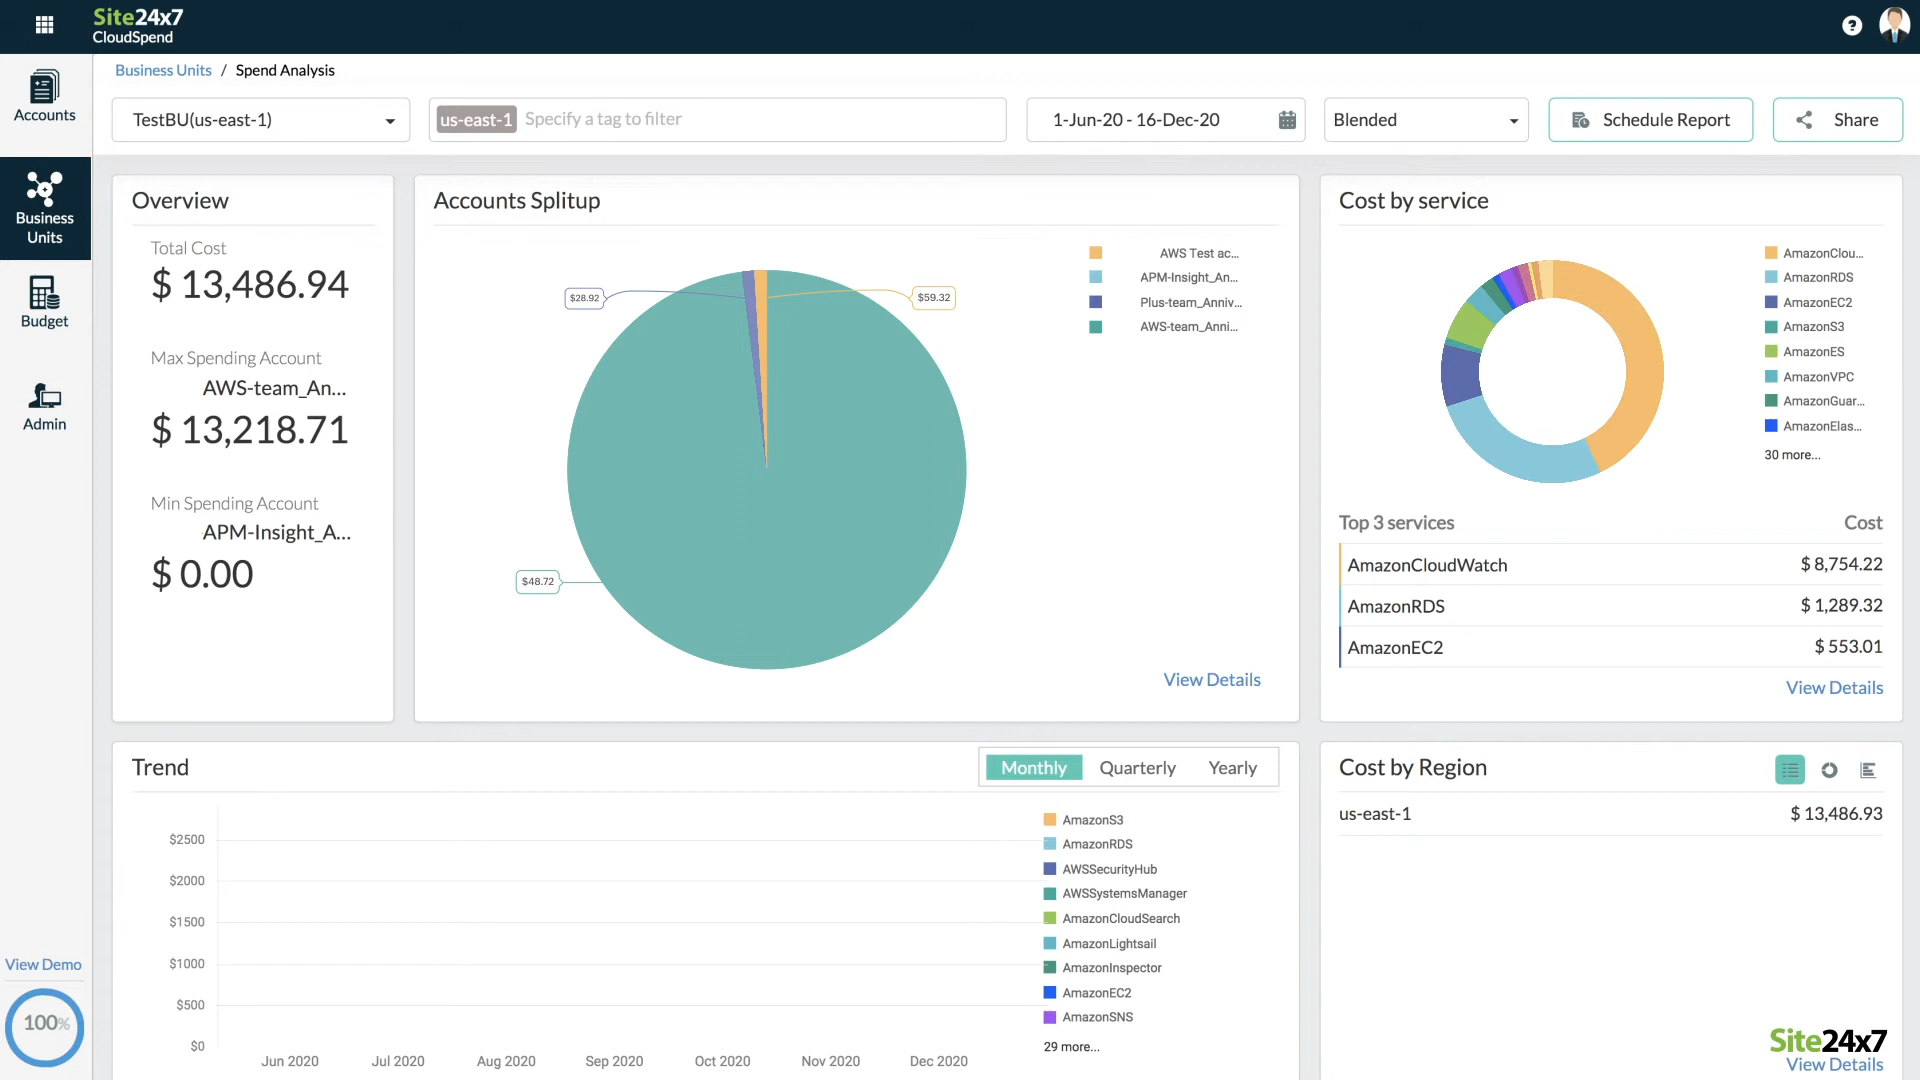 Site24x7
CloudSpend
?
Business Units / Spend Analysis
Accounts
Business
Units
Budget
Admin
View Demo
100%
TestBU(us-east-1)
us-east-1 Specify a tag to filter
1-Jun-20 - 16-Dec-20
Blended
Schedule Report
Share
Overview
Total Cost
$ 13,486.94
Max Spending Account
AWS-team_An...
$ 13,218.71
Min Spending Account
APM-Insight_A...
$ 0.00
Accounts Splitup
$28.92
$59.32
$48.72
AWS Test ac...
APM-Insight_An...
Plus-team_Anniv...
AWS-team_Anni...
View Details
Cost by service
AmazonClou...
AmazonRDS
AmazonEC2
AmazonS3
AmazonES
AmazonVPC
AmazonGuar...
AmazonElas...
30 more...
Top 3 services Cost
AmazonCloudWatch $ 8,754.22
AmazonRDS $ 1,289.32
AmazonEC2 $ 553.01
View Details
Trend
Monthly Quarterly Yearly
$2500
$2000
$1500
$1000
$500
$0
Jun 2020 Jul 2020 Aug 2020 Sep 2020 Oct 2020 Nov 2020 Dec 2020
AmazonS3
AmazonRDS
AWSSecurityHub
AWSSystemsManager
AmazonCloudSearch
AmazonLightsail
AmazonInspector
AmazonEC2
AmazonSNS
29 more...
Cost by Region
us-east-1 $ 13,486.93
Site24x7
View Details